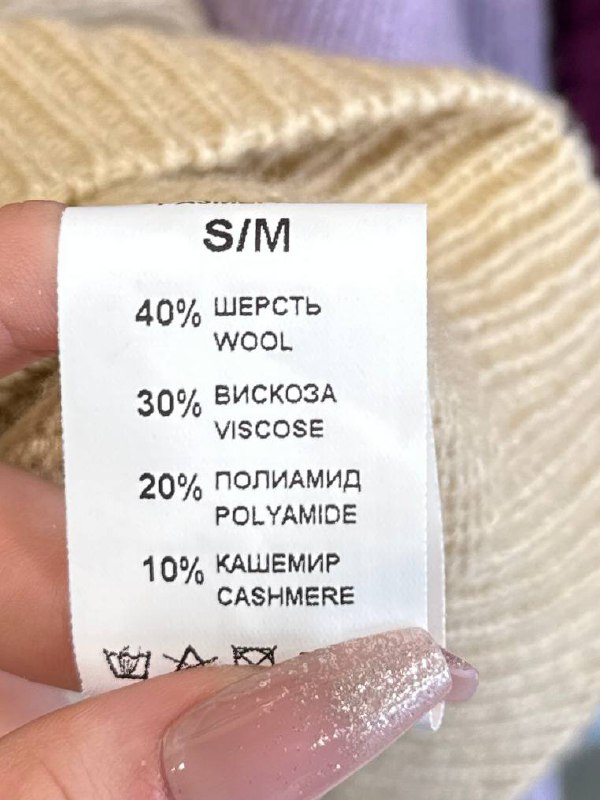 S/M
40% ШЕРСТЬ
WOOL
30% ВИСКОЗА
VISCOSE
20% ПОЛИАМИД
POLYAMIDE
10% КАШЕМИР
CASHMERE